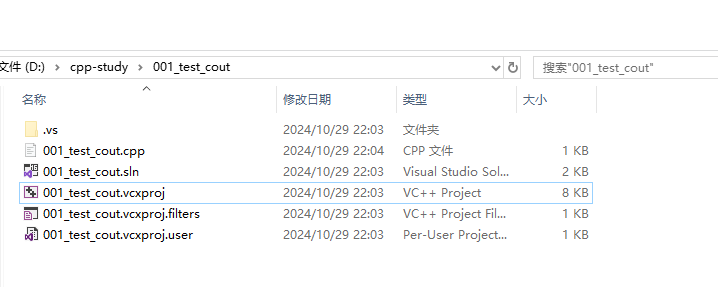 文件 (D:) > cpp-study > 001_test_cout 搜索"001_test_cout"
名称 修改日期 类型 大小
.vs 2024/10/29 22:03 文件夹
001_test_cout.cpp 2024/10/29 22:04 CPP 文件 1 KB
001_test_cout.sln 2024/10/29 22:03 Visual Studio Sol... 2 KB
001_test_cout.vcxproj 2024/10/29 22:03 VC++ Project 8 KB
001_test_cout.vcxproj.filters 2024/10/29 22:03 VC++ Project Fil... 1 KB
001_test_cout.vcxproj.user 2024/10/29 22:03 Per-User Project... 1 KB